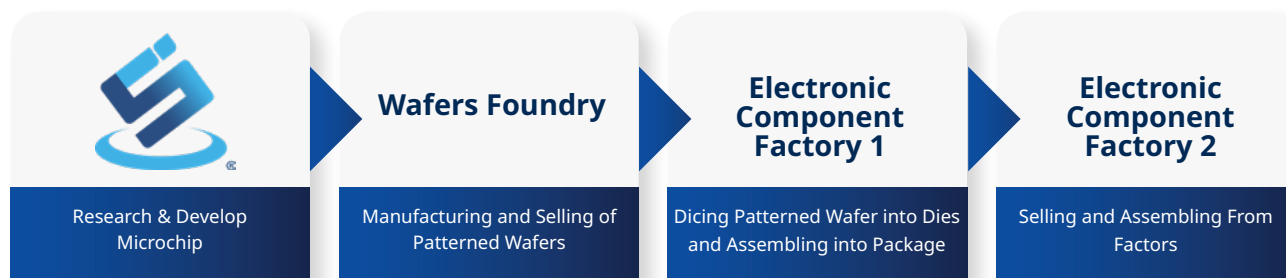 Wafers Foundry
Electronic
Component
Factory 1
Electronic
Component
Factory 2
Research & Develop
Microchip
Manufacturing and Selling of
Patterned Wafers
Dicing Patterned Wafer into Dies
and Assembling into Package
Selling and Assembling From
Factors